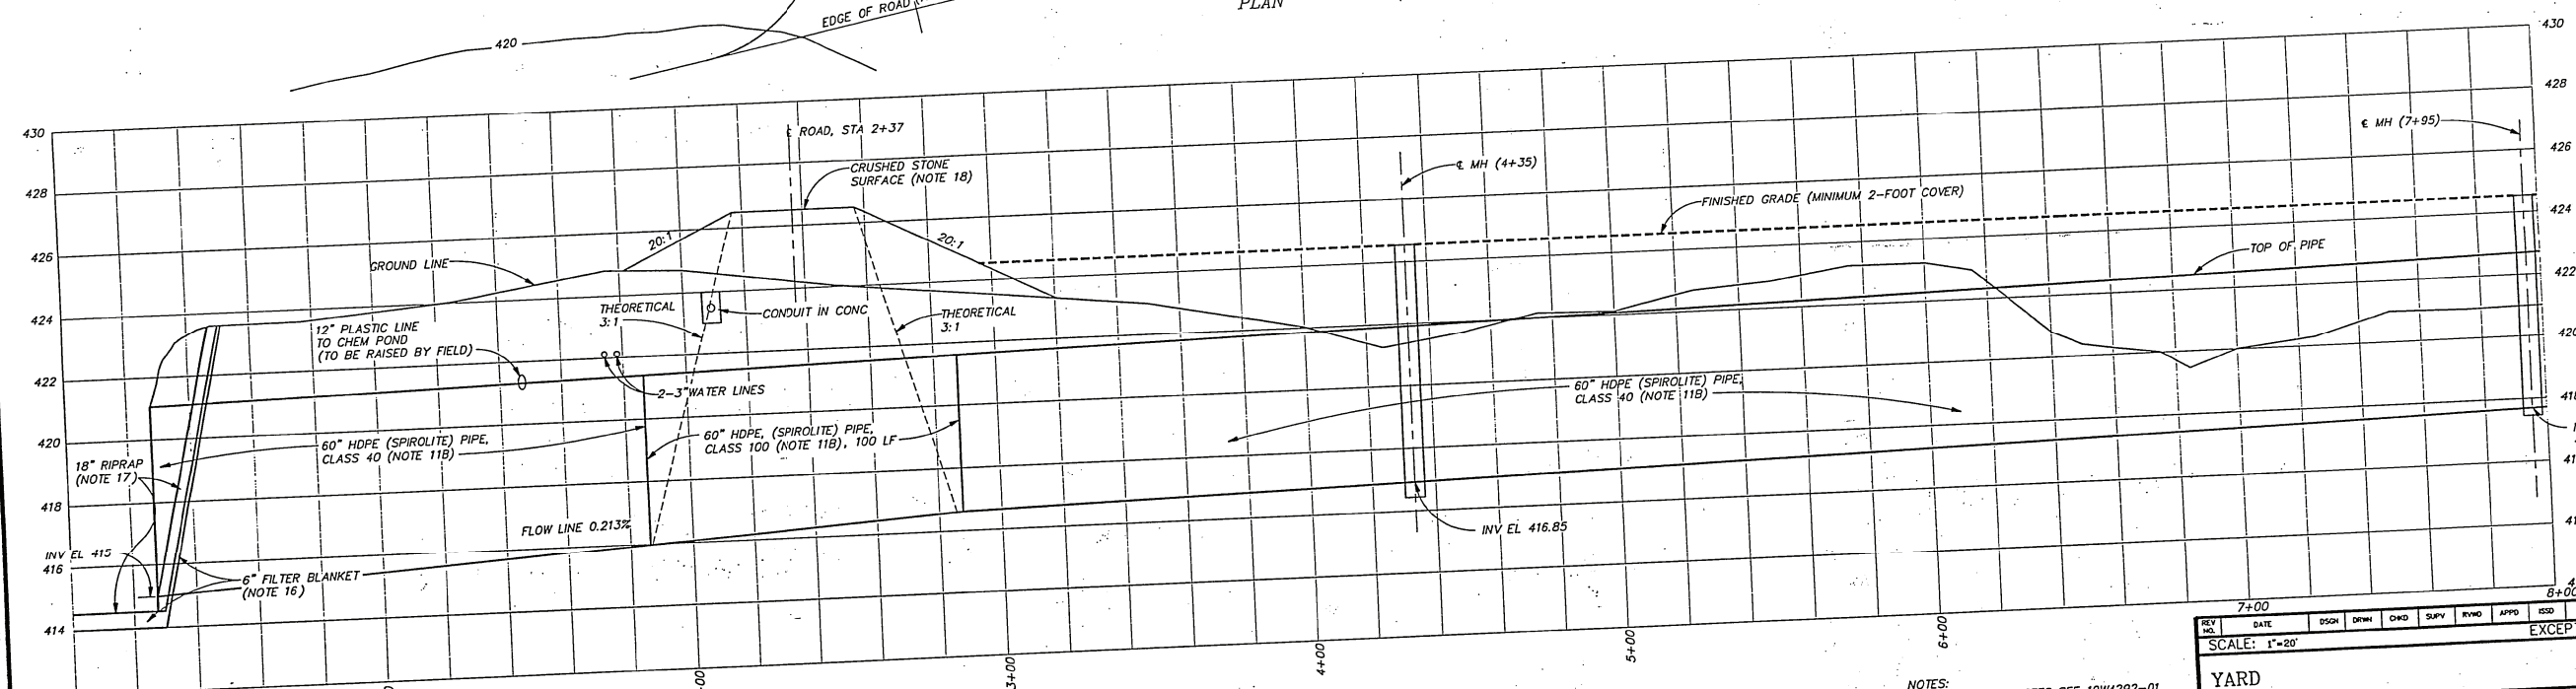 PLAN
EDGE OF ROAD
420
430
428
426
424
422
420
418
416
414
430
428
426
424
422
420
℄ ROAD, STA 2+37
CRUSHED STONE
SURFACE (NOTE 18)
℄ MH (4+35)
℄ MH (7+95)
FINISHED GRADE (MINIMUM 2-FOOT COVER)
TOP OF PIPE
20:1
20:1
GROUND LINE
THEORETICAL
3:1
CONDUIT IN CONC
THEORETICAL
3:1
12" PLASTIC LINE
TO CHEM POND
(TO BE RAISED BY FIELD)
2-3"WATER LINES
60" HDPE (SPIROLITE) PIPE,
CLASS 40 (NOTE 11B)
60" HDPE, (SPIROLITE) PIPE,
CLASS 100 (NOTE 11B), 100 LF
60" HDPE (SPIROLITE) PIPE,
CLASS 40 (NOTE 11B)
18" RIPRAP
(NOTE 17)
FLOW LINE 0.213%
INV EL 416.85
INV EL 415
6" FILTER BLANKET
(NOTE 16)
3+00
4+00
5+00
6+00
7+00
8+00
REV NO.
DATE
DSGN
DRWN
CHKD
SUPV
RVWD
APPD
ISSD
SCALE: 1"=20'
EXCEP
YARD
NOTES: